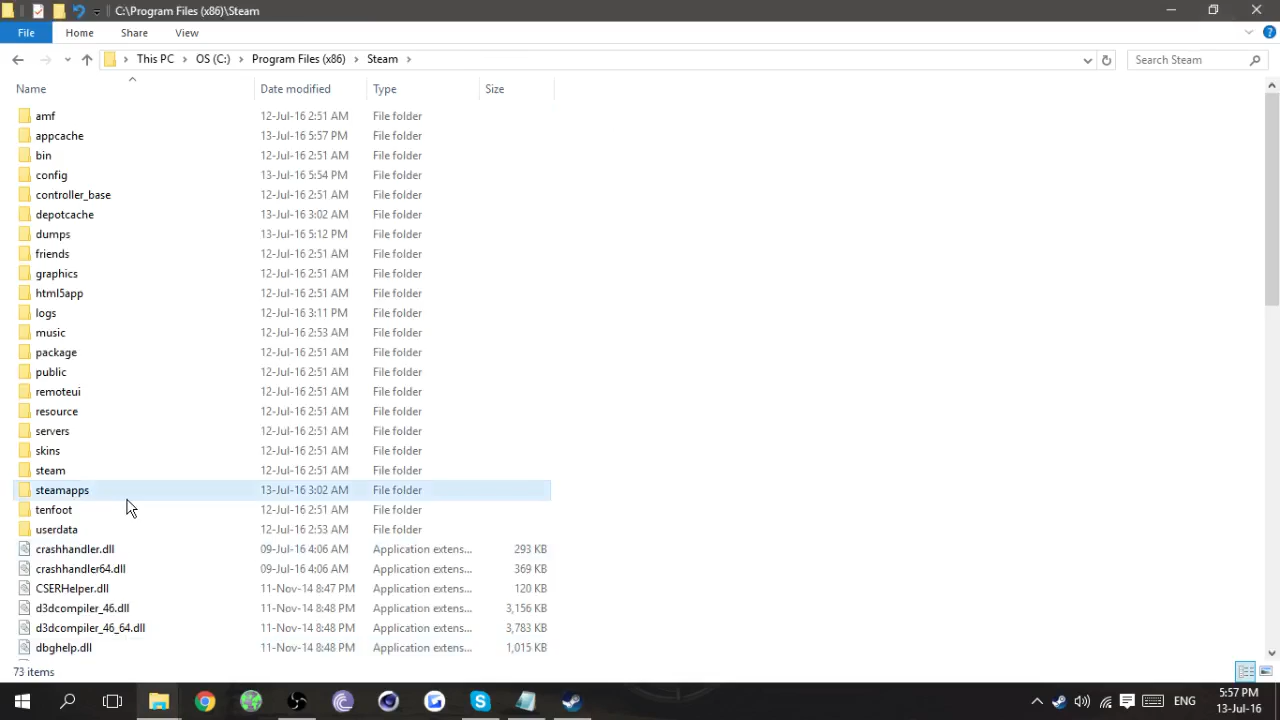 C:\Program Files (x86)\Steam
File Home Share View
This PC OS (C:) Program Files (x86) Steam Search Steam
Name Date modified Type Size
amf 12-Jul-16 2:51 AM File folder
appcache 13-Jul-16 5:57 PM File folder
bin 12-Jul-16 2:51 AM File folder
config 13-Jul-16 5:54 PM File folder
controller_base 12-Jul-16 2:51 AM File folder
depotcache 13-Jul-16 3:02 AM File folder
dumps 13-Jul-16 5:12 PM File folder
friends 12-Jul-16 2:51 AM File folder
graphics 12-Jul-16 2:51 AM File folder
html5app 12-Jul-16 2:51 AM File folder
logs 12-Jul-16 3:11 PM File folder
music 12-Jul-16 2:53 AM File folder
package 12-Jul-16 2:51 AM File folder
public 12-Jul-16 2:51 AM File folder
remoteui 12-Jul-16 2:51 AM File folder
resource 12-Jul-16 2:51 AM File folder
servers 12-Jul-16 2:51 AM File folder
skins 12-Jul-16 2:51 AM File folder
steam 12-Jul-16 2:51 AM File folder
steamapps 13-Jul-16 3:02 AM File folder
tenfoot 12-Jul-16 2:51 AM File folder
userdata 12-Jul-16 2:53 AM File folder
crashhandler.dll 09-Jul-16 4:06 AM Application extens... 293 KB
crashhandler64.dll 09-Jul-16 4:06 AM Application extens... 369 KB
CSERHelper.dll 11-Nov-14 8:47 PM Application extens... 120 KB
d3dcompiler_46.dll 11-Nov-14 8:48 PM Application extens... 3,156 KB
d3dcompiler_46_64.dll 11-Nov-14 8:48 PM Application extens... 3,783 KB
dbghelp.dll 11-Nov-14 8:48 PM Application extens... 1,015 KB
73 items
ENG 5:57 PM
13-Jul-16